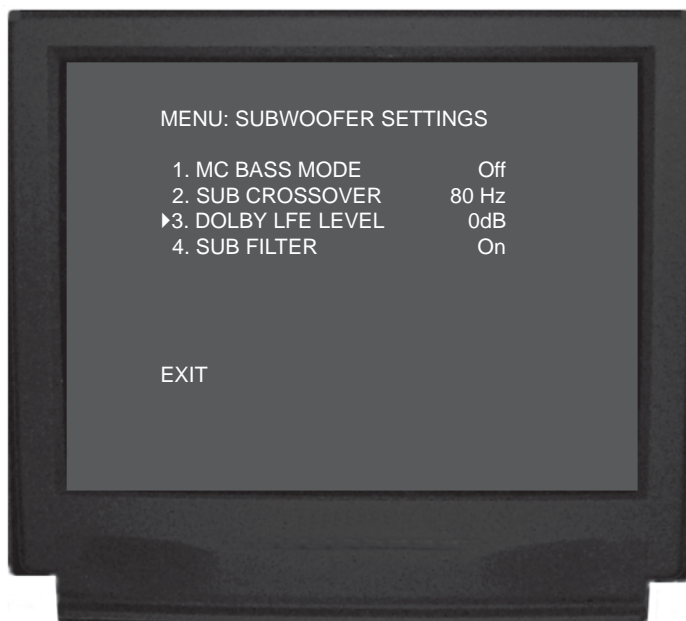 MENU: SUBWOOFER SETTINGS
1. MC BASS MODE Off
2. SUB CROSSOVER 80 Hz
3. DOLBY LFE LEVEL 0dB
4. SUB FILTER On
EXIT